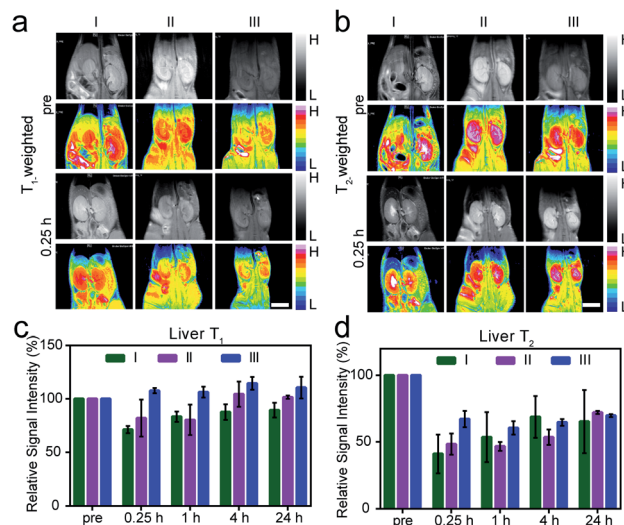 a
I II III
T1-weighted
pre
0.25 h
H
L
H
L
H
L
H
L
b
I II III
T2-weighted
pre
0.25 h
H
L
H
L
H
L
H
L
c
Liver T1
Relative Signal Intensity (%)
150
100
50
0
I II III
pre 0.25 h 1 h 4 h 24 h
d
Liver T2
Relative Signal Intensity (%)
100
50
0
I II III
pre 0.25 h 1 h 4 h 24 h